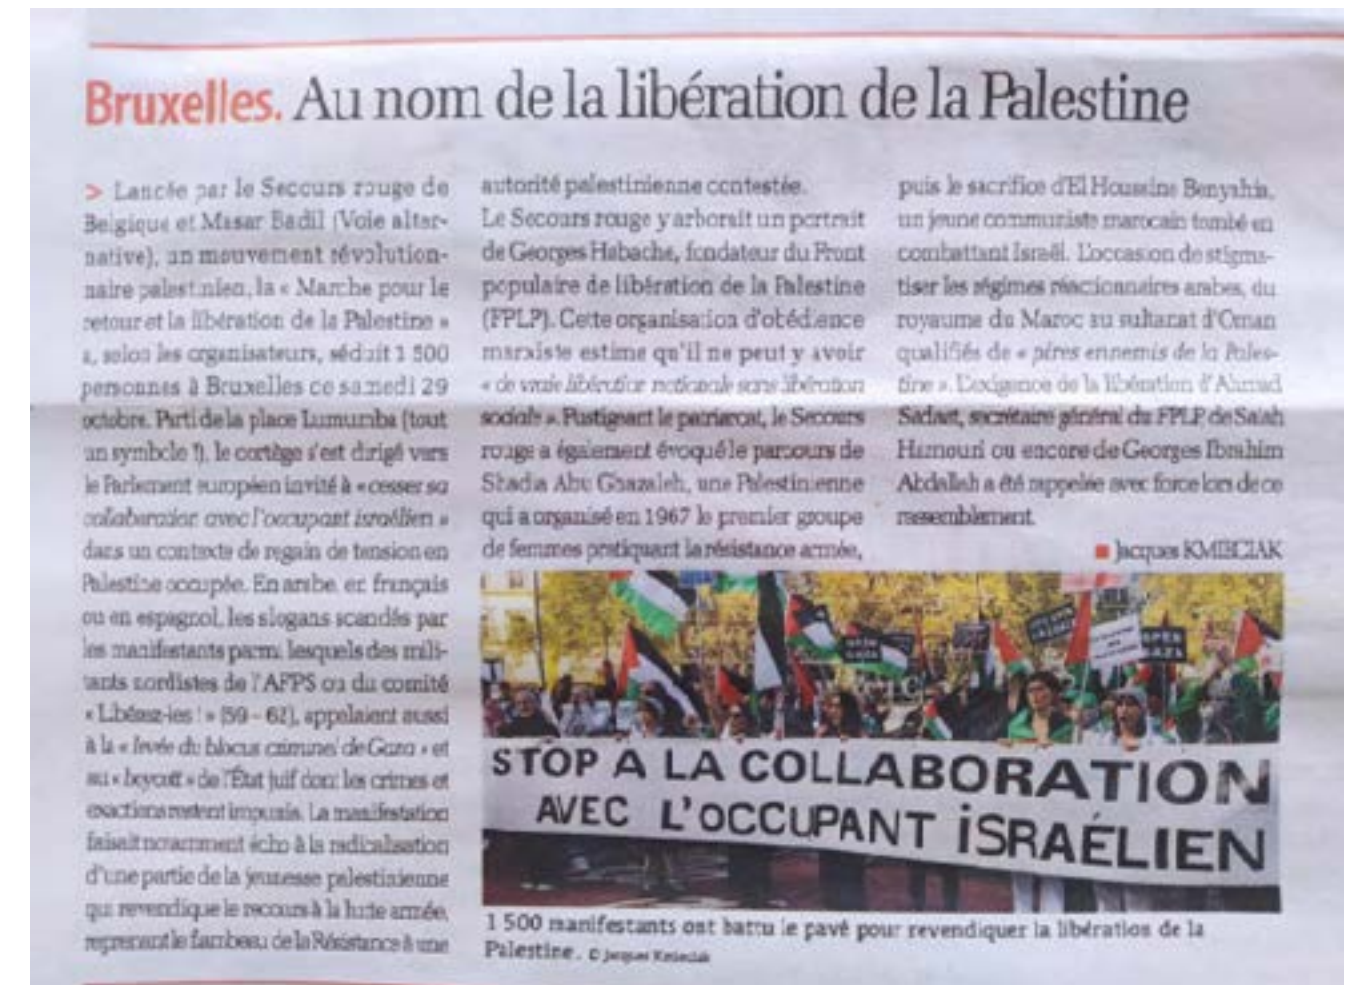 Bruxelles. Au nom de la libération de la Palestine
> Lancée par le Secours rouge de
Belgique et Masar Badil (Voie alter-
native), un mouvement révolution-
naire palestinien, la « Marche pour le
retour et la libération de la Palestine »
a, selon les organisateurs, séduit 1 500
personnes à Bruxelles ce samedi 29
octobre. Parti de la place Lumumba (tout
un symbole !), le cortège s'est dirigé vers
le Parlement européen invité à « cesser sa
collaboration avec l'occupant israélien »
dans un contexte de regain de tension en
Palestine occupée. En arabe, en français
ou en espagnol, les slogans scandés par
les manifestants parmi lesquels des mili-
tants nordistes de l'AFPS ou du comité
« Libérez-les ! » (59 – 62), appelaient aussi
à la « levée du blocus criminel de Gaza » et
au « boycott » de l'État juif dont les crimes et
exactions restent impunis. La manifestation
faisait notamment écho à la radicalisation
d'une partie de la jeunesse palestinienne
qui revendique le recours à la lutte armée,
reprenant le flambeau de la Résistance à une
autorité palestinienne contestée.
Le Secours rouge y arborait un portrait
de Georges Habache, fondateur du Front
populaire de libération de la Palestine
(FPLP). Cette organisation d'obédience
marxiste estime qu'il ne peut y avoir
« de vraie libération nationale sans libération
sociale ». Fustigeant le patriarcat, le Secours
rouge a également évoqué le parcours de
Shadia Abu Ghazaleh, une Palestinienne
qui a organisé en 1967 le premier groupe
de femmes pratiquant la résistance armée,
puis le sacrifice d'El Houssine Benyahia,
un jeune communiste marocain tombé en
combattant Israël. L'occasion de stigma-
tiser les régimes réactionnaires arabes, du
royaume du Maroc au sultanat d'Oman
qualifiés de « pires ennemis de la Pales-
tine ». L'exigence de la libération d'Ahmad
Sadaat, secrétaire général du FPLP, de Salah
Hamouri ou encore de Georges Ibrahim
Abdallah a été rappelée avec force lors de ce
rassemblement.
Jacques KMIECIAK
OPEN GAZA
STOP À LA COLLABORATION
AVEC L'OCCUPANT iSRAÉLIEN
1 500 manifestants ont battu le pavé pour revendiquer la libération de la
Palestine. © Jacques Kmieciak